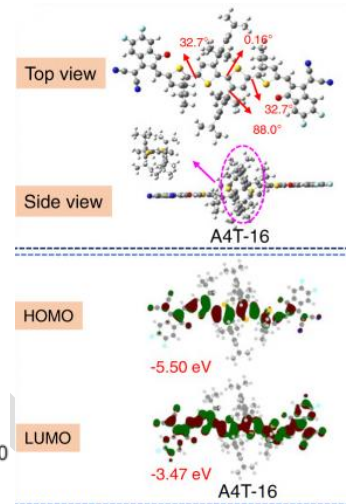 32.7°
0.16°
Top view
32.7°
88.0°
Side view
A4T-16
HOMO
-5.50 eV
LUMO
-3.47 eV
A4T-16